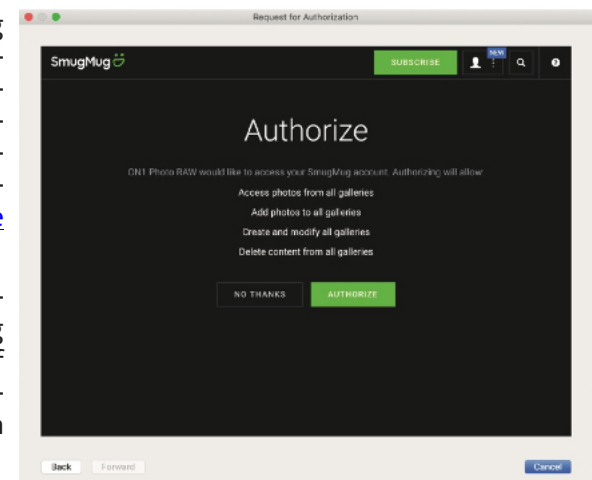 Request for Authorization
SmugMug
SUBSCRIBE
NEW
Authorize
ON1 Photo RAW would like to access your SmugMug account. Authorizing will allow:
Access photos from all galleries
Add photos to all galleries
Create and modify all galleries
Delete content from all galleries
NO THANKS
AUTHORIZE
Back
Forward
Cancel